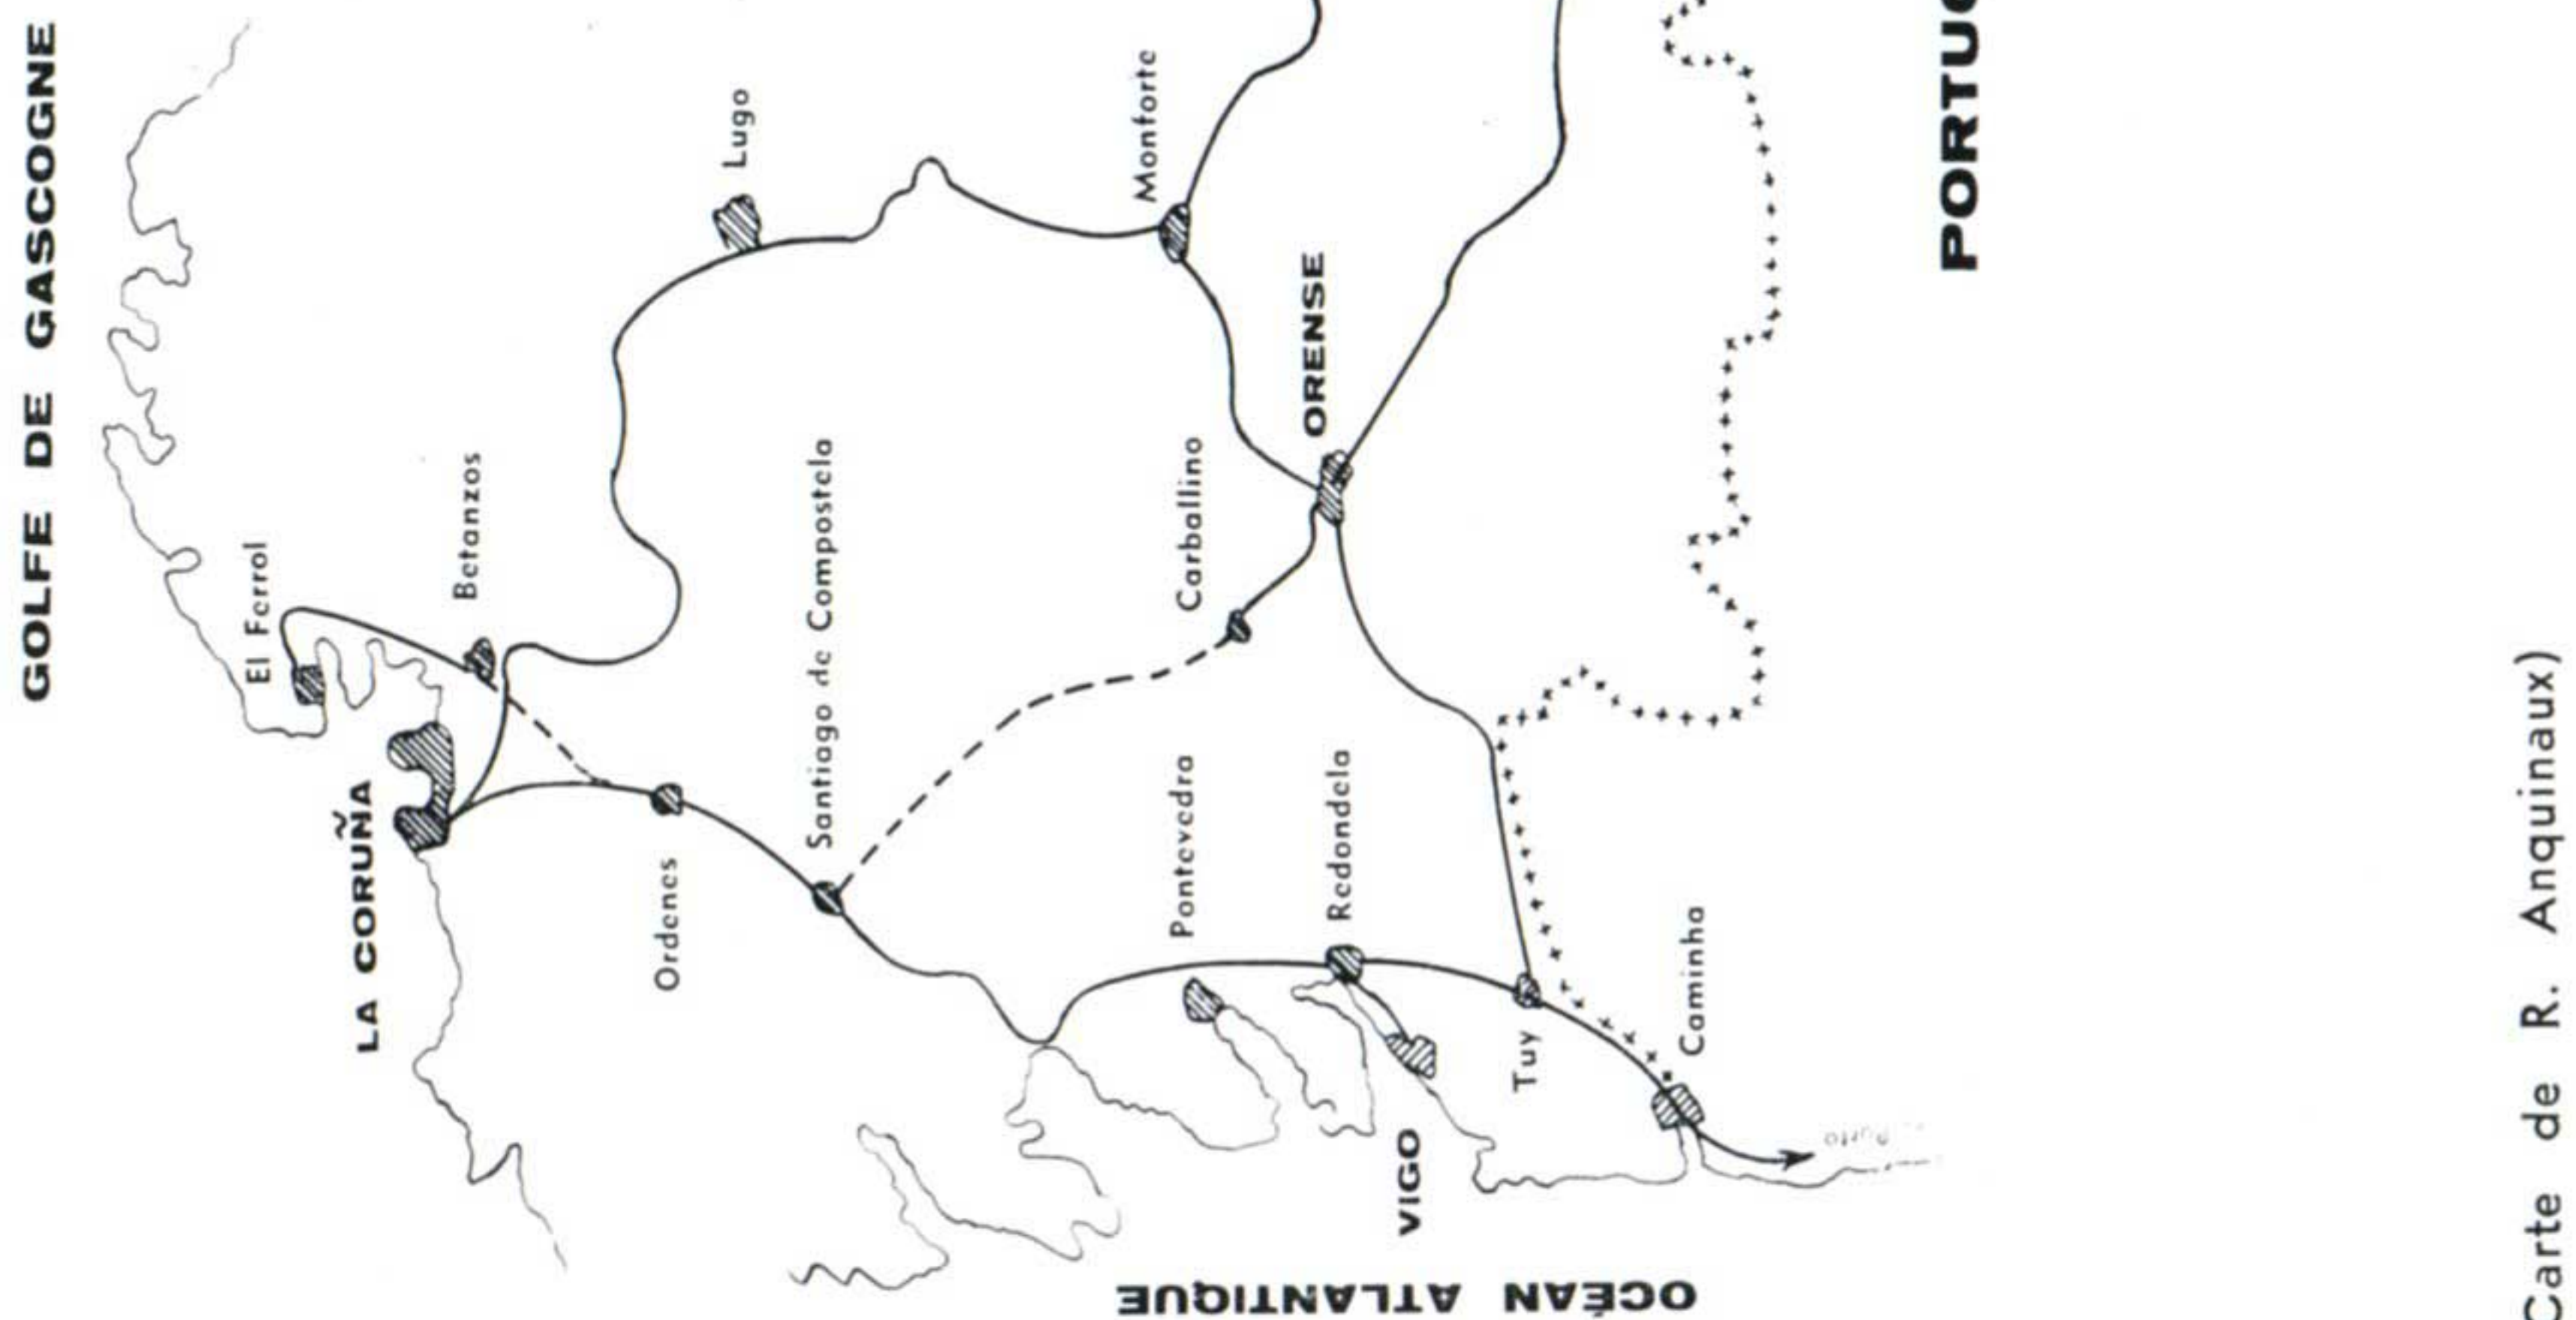 GOLFE DE GASCOGNE
El Ferrol
Betanzos
Lugo
LA CORUÑA
Ordenes
Santiago de Compostela
Monforte
Carballino
ORENSE
Pontevedra
Redondela
VIGO
Tuy
Caminha
Porto
OCÉAN ATLANTIQUE
Carte de R. Anquinaux)